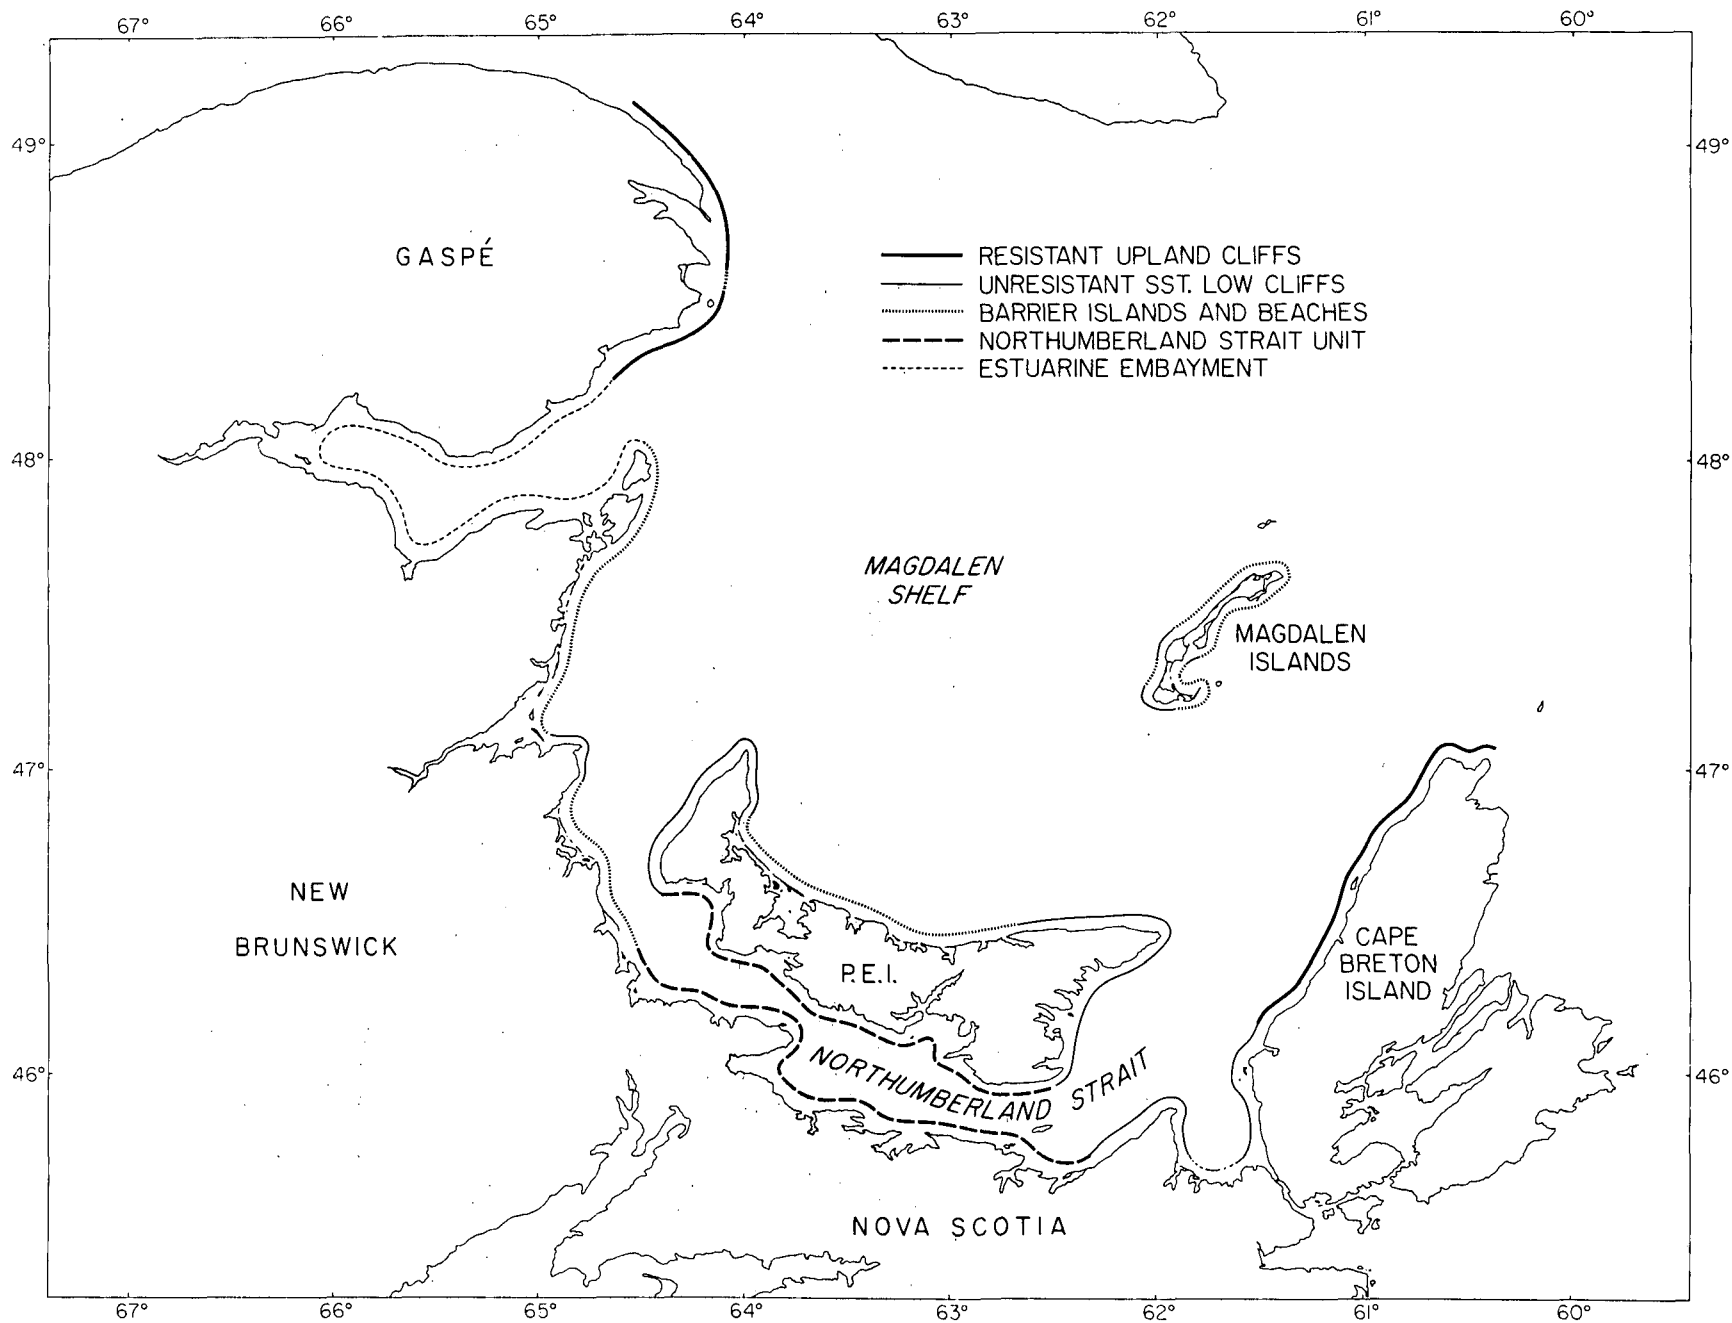 67° 66° 65° 64° 63° 62° 61° 60°
49° 49°
GASPÉ
RESISTANT UPLAND CLIFFS
UNRESISTANT SST. LOW CLIFFS
BARRIER ISLANDS AND BEACHES
NORTHUMBERLAND STRAIT UNIT
ESTUARINE EMBAYMENT
48° 48°
MAGDALEN
SHELF
MAGDALEN
ISLANDS
47° 47°
NEW
BRUNSWICK
P.E.I.
CAPE
BRETON
ISLAND
46° 46°
NORTHUMBERLAND STRAIT
NOVA SCOTIA
67° 66° 65° 64° 63° 62° 61° 60°